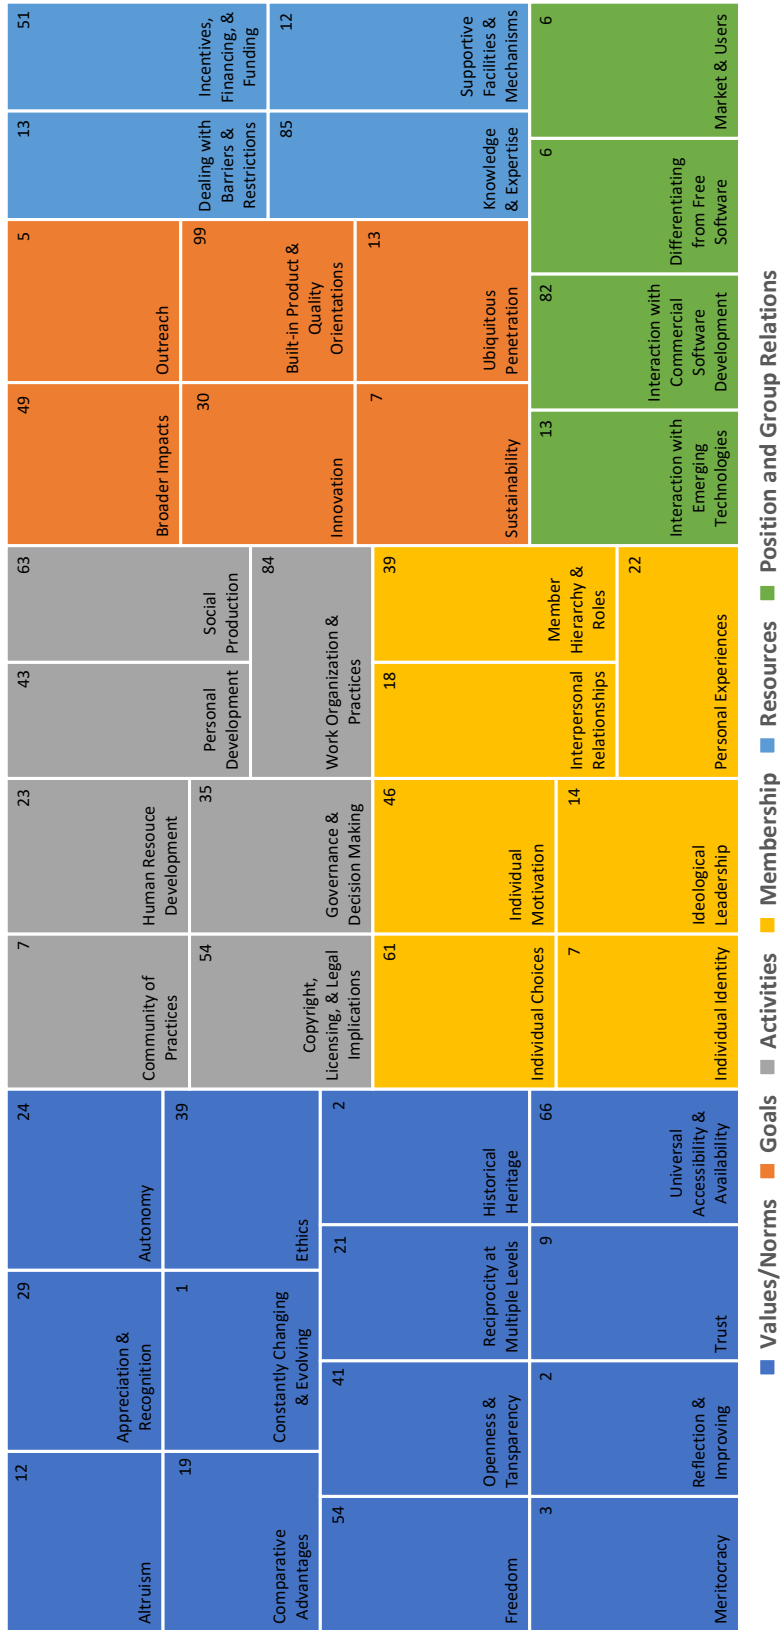 12
Altruism
29
Appreciation &
Recognition
24
Autonomy
19
Comparative
Advantages
1
Constantly Changing
& Evolving
39
Ethics
54
Freedom
41
Openness &
Tansparency
21
Reciprocity at
Multiple Levels
2
Historical
Heritage
3
Meritocracy
2
Reflection &
Improving
9
Trust
66
Universal
Accessibility &
Availability
7
Community of
Practices
23
Human Resouce
Development
43
Personal
Development
63
Social
Production
54
Copyright,
Licensing, & Legal
Implications
35
Governance &
Decision Making
84
Work Organization &
Practices
61
Individual Choices
46
Individual
Motivation
18
Interpersonal
Relationships
39
Member
Hierarchy &
Roles
7
Individual Identity
14
Ideological
Leadership
22
Personal Experiences
49
Broader Impacts
5
Outreach
30
Innovation
99
Built-in Product &
Quality
Orientations
7
Sustainability
13
Ubiquitous
Penetration
13
Dealing with
Barriers &
Restrictions
51
Incentives,
Financing, &
Funding
85
Knowledge
& Expertise
12
Supportive
Facilities &
Mechanisms
13
Interaction with
Emerging
Technologies
82
Interaction with
Commercial
Software
Development
6
Differentiating
from Free
Software
6
Market & Users
Values/Norms Goals Activities Membership Resources Position and Group Relations